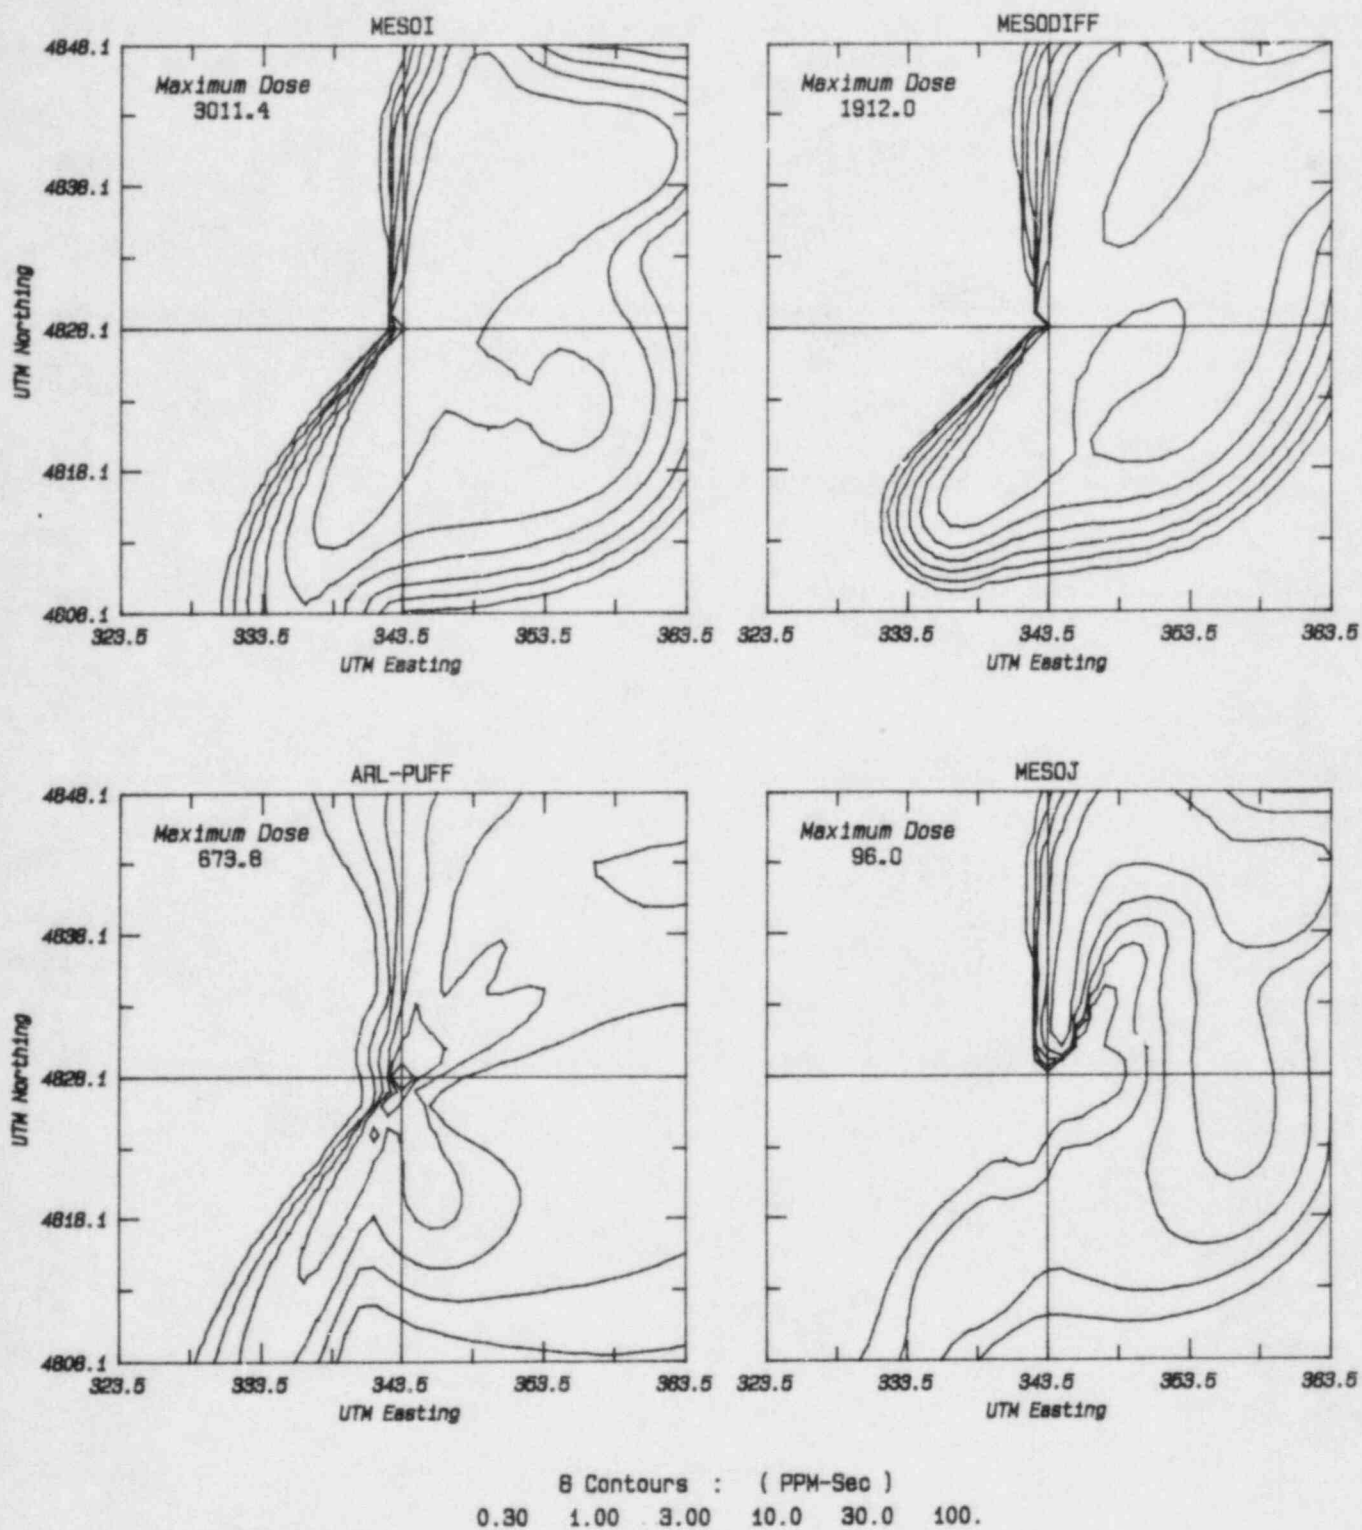 MESOI
MESODIFF
4848.1
Maximum Dose
3011.4
Maximum Dose
1912.0
4838.1
UTM Northing
4828.1
4818.1
4808.1
323.5 333.5 343.5 353.5 363.5
323.5 333.5 343.5 353.5 363.5
UTM Easting
UTM Easting
ARL-PUFF
MESOJ
4848.1
Maximum Dose
673.8
Maximum Dose
96.0
4838.1
UTM Northing
4828.1
4818.1
4808.1
323.5 333.5 343.5 353.5 363.5
323.5 333.5 343.5 353.5 363.5
UTM Easting
UTM Easting
6 Contours : ( PPM-Sec )
0.30 1.00 3.00 10.0 30.0 100.